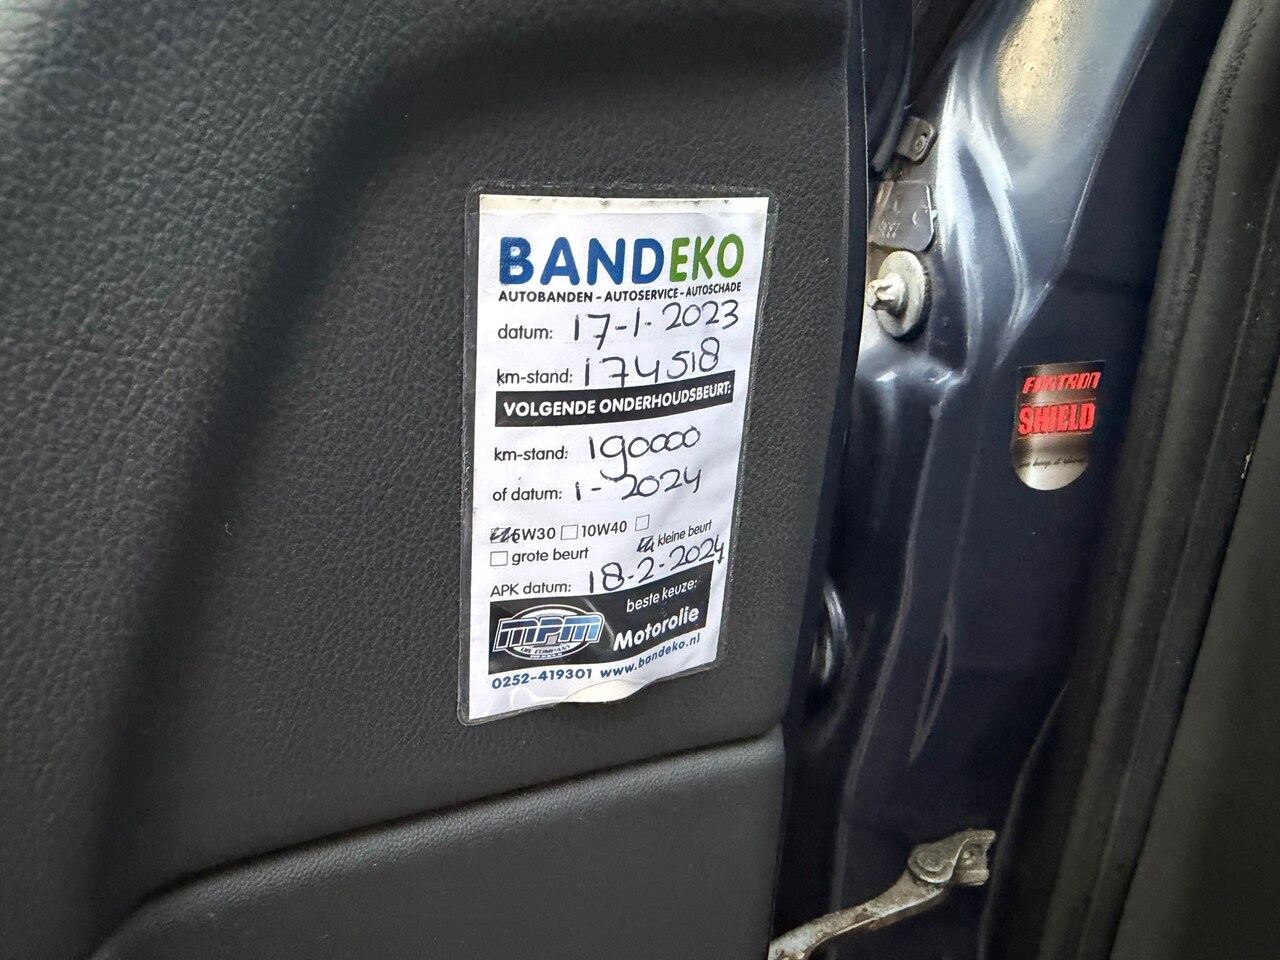 BANDEKO
AUTOBANDEN - AUTOSERVICE - AUTOSCHADE
datum: 17-1-2023
km-stand: 174518
VOLGENDE ONDERHOUDSBEURT:
km-stand: 190000
of datum: 1-2024
5W30 10W40
grote beurt kleine beurt
APK datum: 18-2-2024
beste keuze:
MPM
OIL COMPANY
Motorolie
0252-419301 www.bandeko.nl
SHIELD